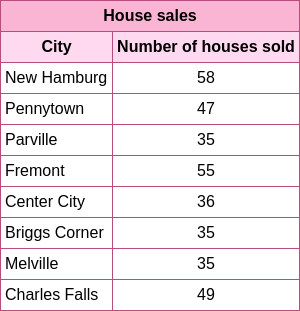 House sales
City Number of houses sold
New Hamburg 58
Pennytown 47
Parville 35
Fremont 55
Center City 36
Briggs Corner 35
Melville 35
Charles Falls 49